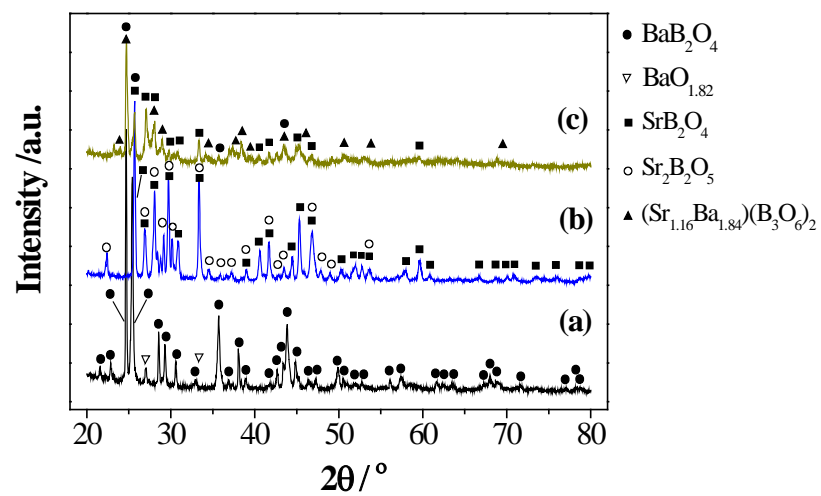 ● BaB₂O₄
▽ BaO₁.₈₂
■ SrB₂O₄
○ Sr₂B₂O₅
▲ (Sr₁.₁₆Ba₁.₈₄)(B₃O₆)₂
(c)
(b)
(a)
Intensity /a.u.
20 30 40 50 60 70 80
2θ / °